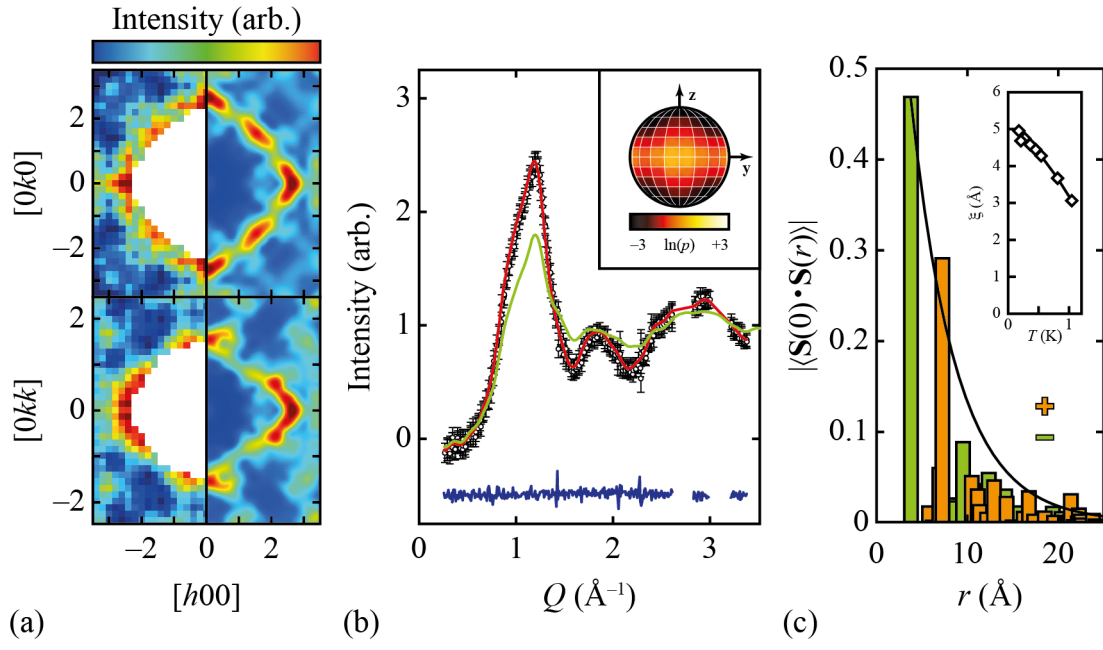 Intensity (arb.)
2
0
−2
[0k0]
2
0
−2
[0kk]
−2
0
2
[h00]
(a)
3
2
1
0
Intensity (arb.)
z
y
−3
ln(p)
+3
0
1
2
3
Q (Å⁻¹)
(b)
0.5
0.4
0.3
0.2
0.1
0
|⟨S(0)•S(r)⟩|
6
5
4
3
2
1
0
ξ (Å)
0
1
T (K)
+
−
0
10
20
r (Å)
(c)